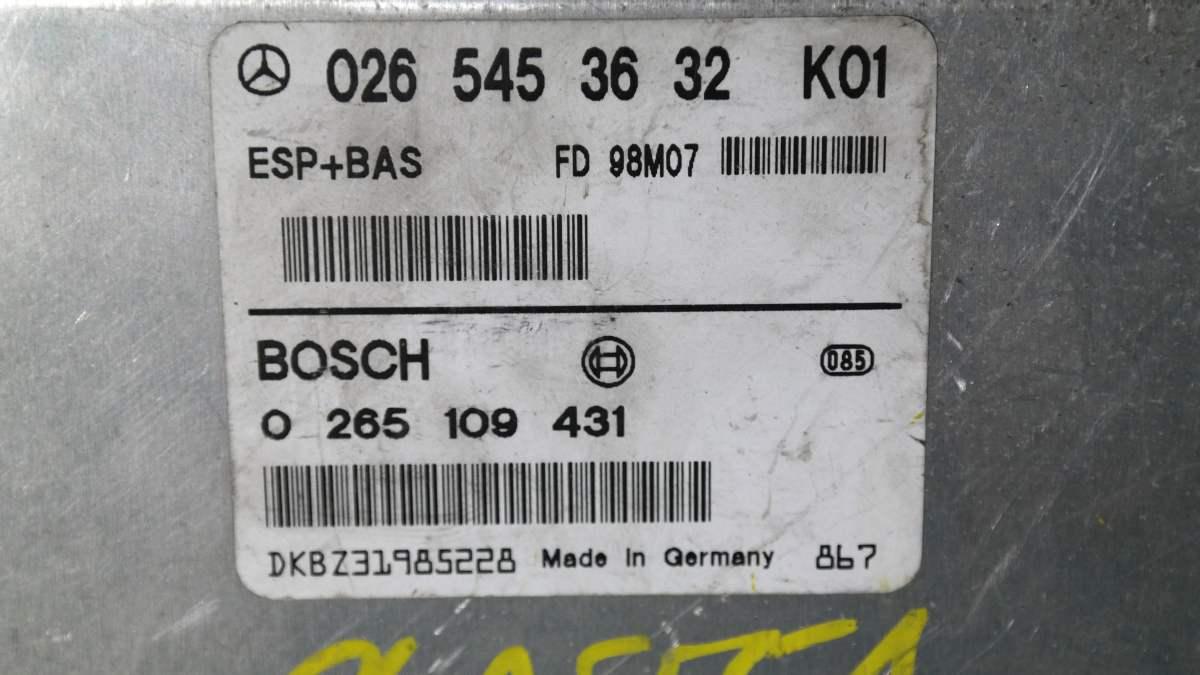 026 545 36 32 K01
ESP+BAS FD 98M07
BOSCH 085
0 265 109 431
DKBZ31985228 Made In Germany 867